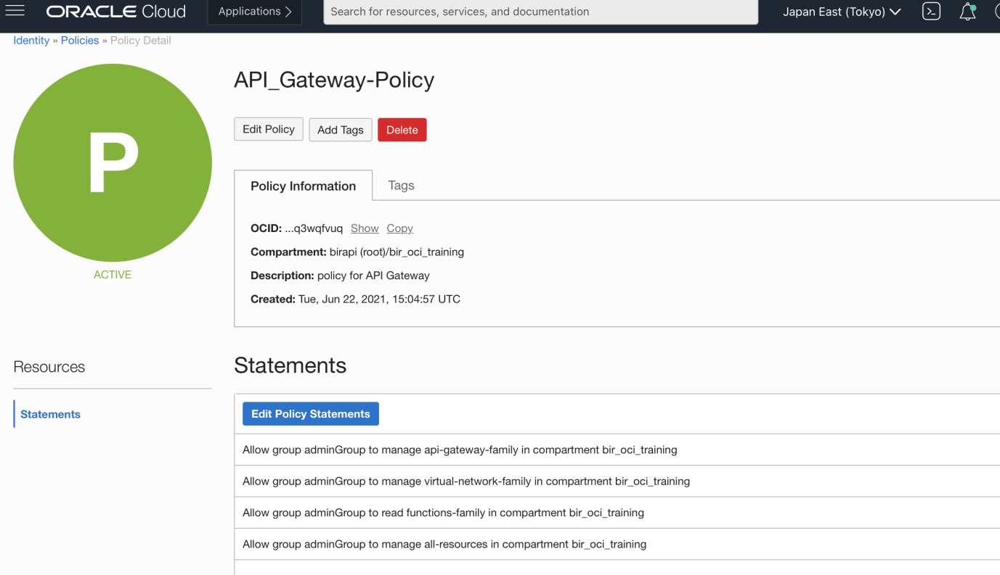 ORACLE Cloud Applications Search for resources, services, and documentation Japan East (Tokyo)
Identity » Policies » Policy Detail
P
ACTIVE
API_Gateway-Policy
Edit Policy Add Tags Delete
Policy Information Tags
OCID: ...q3wqfvuq Show Copy
Compartment: birapi (root)/bir_oci_training
Description: policy for API Gateway
Created: Tue, Jun 22, 2021, 15:04:57 UTC
Resources
Statements
Statements
Edit Policy Statements
Allow group adminGroup to manage api-gateway-family in compartment bir_oci_training
Allow group adminGroup to manage virtual-network-family in compartment bir_oci_training
Allow group adminGroup to read functions-family in compartment bir_oci_training
Allow group adminGroup to manage all-resources in compartment bir_oci_training